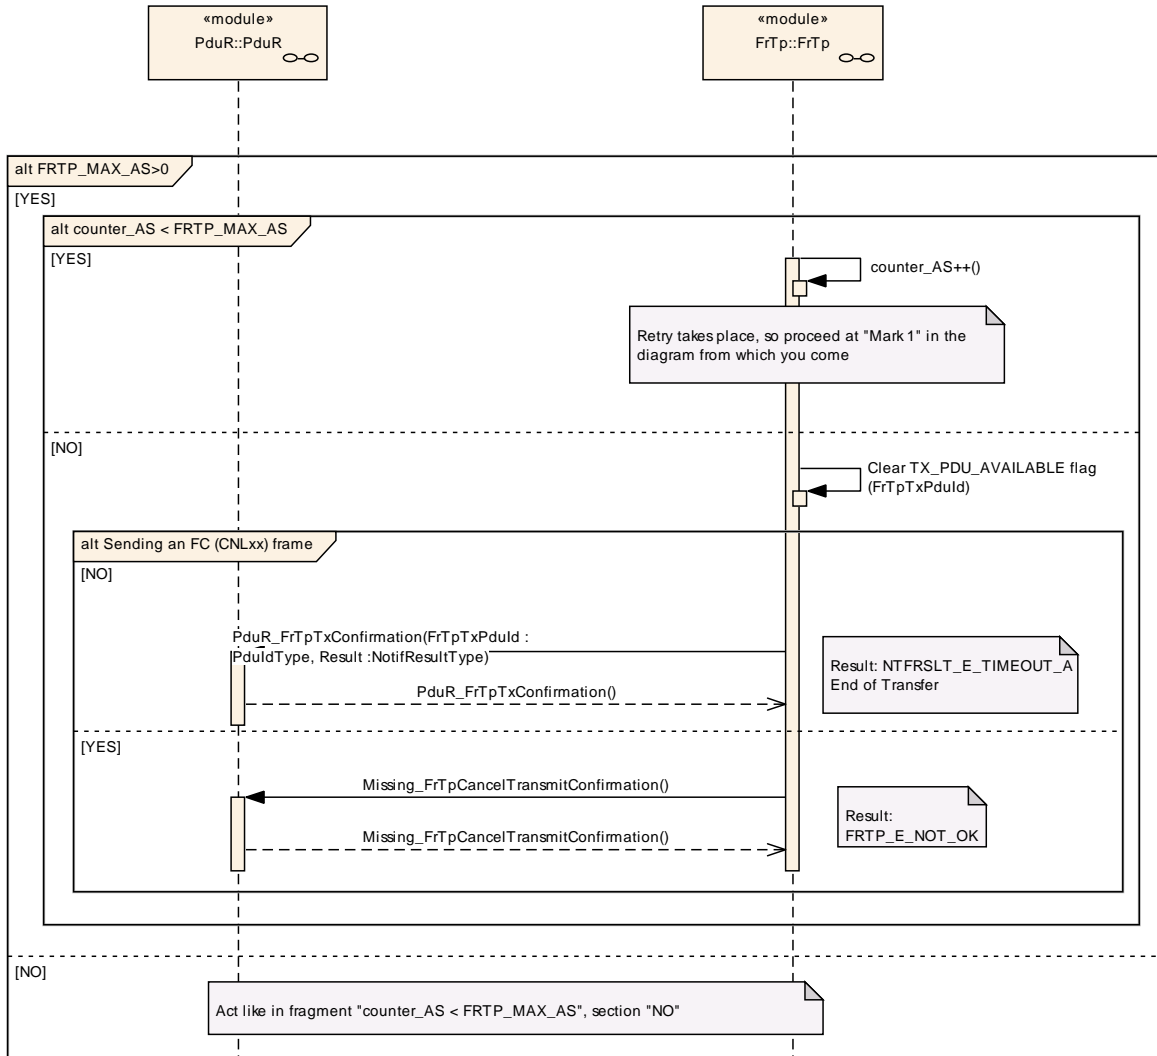 «module»
PduR::PduR
«module»
FrTp::FrTp
alt FRTP_MAX_AS>0
[YES]
alt counter_AS < FRTP_MAX_AS
[YES]
counter_AS++()
Retry takes place, so proceed at "Mark 1" in the
diagram from which you come
[NO]
Clear TX_PDU_AVAILABLE flag
(FrTpTxPduId)
alt Sending an FC (CNLxx) frame
[NO]
PduR_FrTpTxConfirmation(FrTpTxPduId :
PduIdType, Result :NotifResultType)
Result: NTFRSLT_E_TIMEOUT_A
End of Transfer
PduR_FrTpTxConfirmation()
[YES]
Missing_FrTpCancelTransmitConfirmation()
Result:
FRTP_E_NOT_OK
Missing_FrTpCancelTransmitConfirmation()
[NO]
Act like in fragment "counter_AS < FRTP_MAX_AS", section "NO"